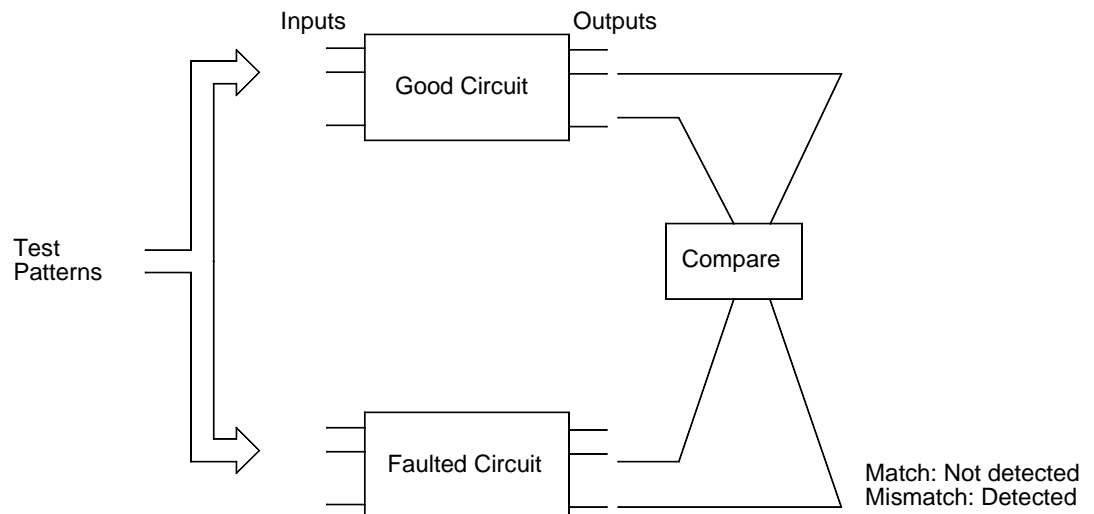 Inputs
Outputs
Good Circuit
Test
Patterns
Compare
Faulted Circuit
Match: Not detected
Mismatch: Detected